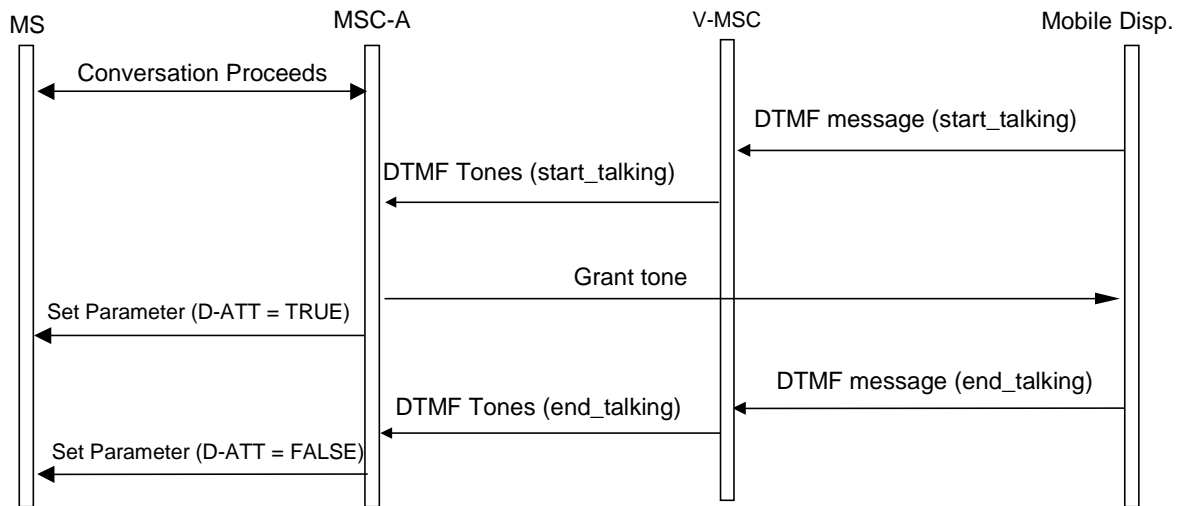 MS
MSC-A
V-MSC
Mobile Disp.
Conversation Proceeds
DTMF message (start_talking)
DTMF Tones (start_talking)
Grant tone
Set Parameter (D-ATT = TRUE)
DTMF message (end_talking)
DTMF Tones (end_talking)
Set Parameter (D-ATT = FALSE)